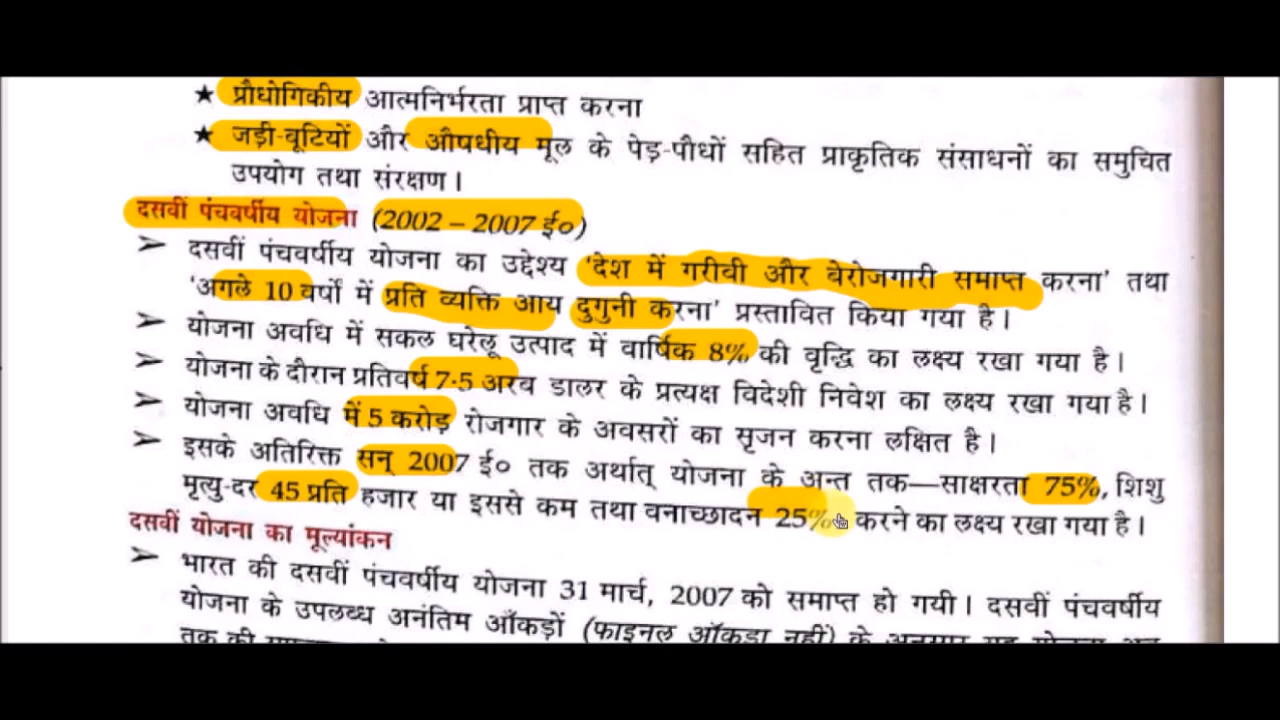 ★ प्रौधोगिकीय आत्मनिर्भरता प्राप्त करना
★ जड़ी-बूटियों और औषधीय मूल के पेड़-पौधों सहित प्राकृतिक संसाधनों का समुचित
उपयोग तथा संरक्षण।
दसवीं पंचवर्षीय योजना (2002 – 2007 ई०)
➢ दसवीं पंचवर्षीय योजना का उद्देश्य 'देश में गरीबी और बेरोजगारी समाप्त करना' तथा
'अगले 10 वर्षों में प्रति व्यक्ति आय दुगुनी करना' प्रस्तावित किया गया है।
➢ योजना अवधि में सकल घरेलू उत्पाद में वार्षिक 8% की वृद्धि का लक्ष्य रखा गया है।
➢ योजना के दौरान प्रतिवर्ष 7·5 अरब डालर के प्रत्यक्ष विदेशी निवेश का लक्ष्य रखा गया है।
➢ योजना अवधि में 5 करोड़ रोजगार के अवसरों का सृजन करना लक्षित है।
➢ इसके अतिरिक्त सन् 2007 ई० तक अर्थात् योजना के अन्त तक—साक्षरता 75%, शिशु
मृत्यु-दर 45 प्रति हजार या इससे कम तथा वनाच्छादन 25% करने का लक्ष्य रखा गया है।
दसवीं योजना का मूल्यांकन
➢ भारत की दसवीं पंचवर्षीय योजना 31 मार्च, 2007 को समाप्त हो गयी। दसवीं पंचवर्षीय
योजना के उपलब्ध अनंतिम आँकड़ों (फाइनल आँकड़ा नहीं) के अनुसार यह योजना